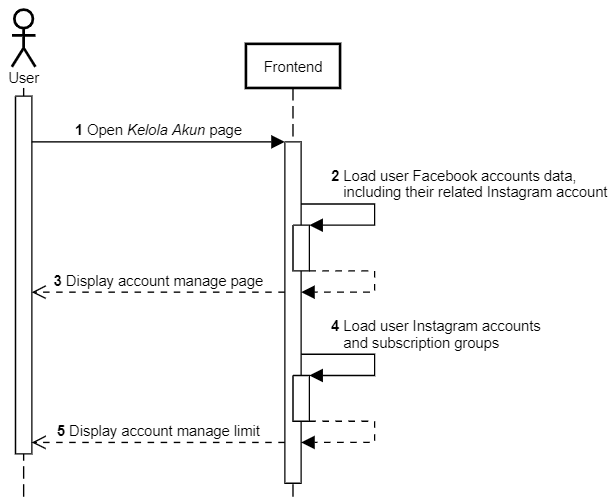 User
Frontend
1 Open Kelola Akun page
2 Load user Facebook accounts data,
including their related Instagram account
3 Display account manage page
4 Load user Instagram accounts
and subscription groups
5 Display account manage limit